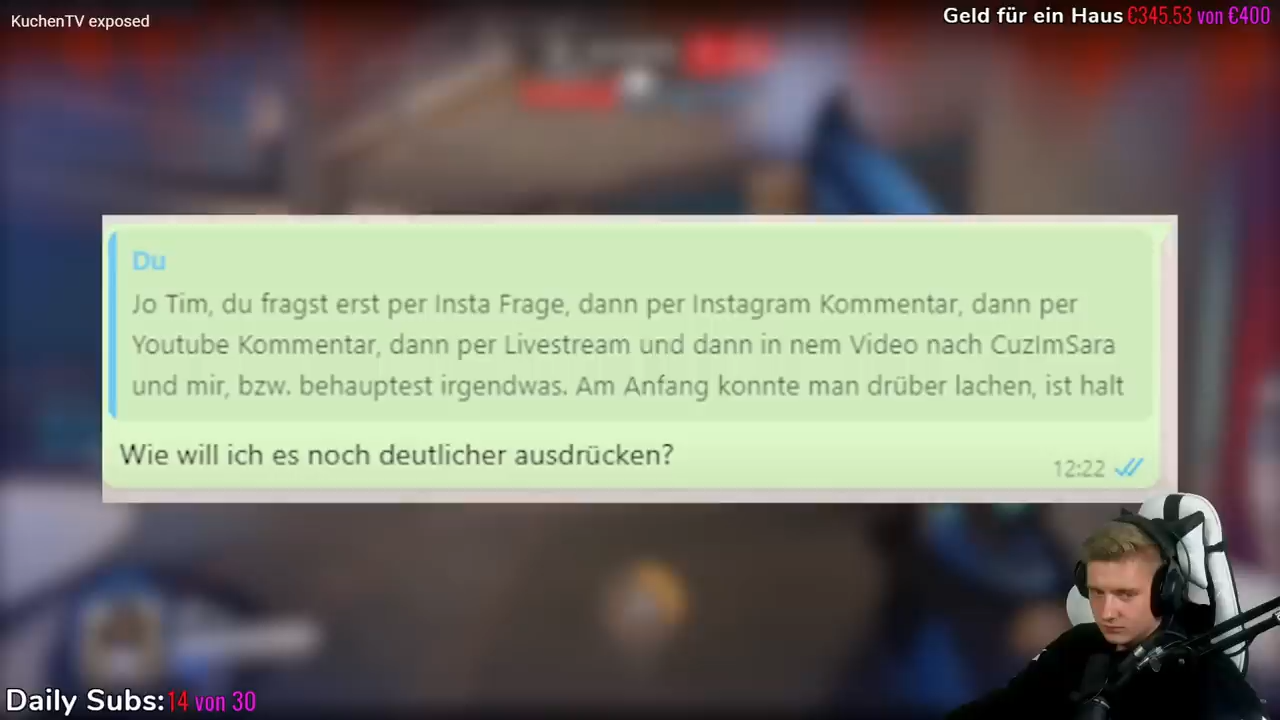 KuchenTV exposed
Geld für ein Haus €345.53 von €400
Du
Jo Tim, du fragst erst per Insta Frage, dann per Instagram Kommentar, dann per
Youtube Kommentar, dann per Livestream und dann in nem Video nach CuzImSara
und mir, bzw. behauptest irgendwas. Am Anfang konnte man drüber lachen, ist halt
Wie will ich es noch deutlicher ausdrücken?
12:22
Daily Subs: 14 von 30